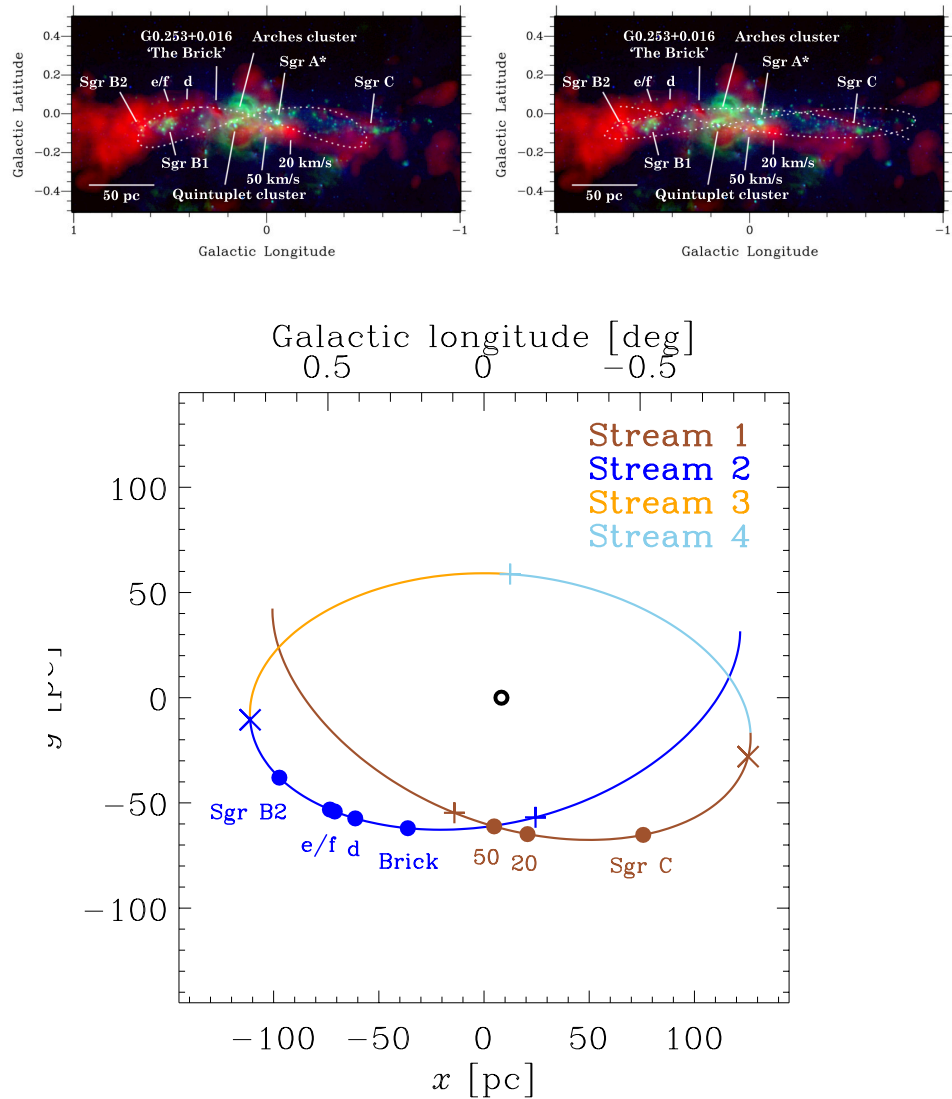 G0.253+0.016
'The Brick'
Arches cluster
Sgr A*
Sgr B2
e/f
d
Sgr C
Sgr B1
20 km/s
50 km/s
50 pc
Quintuplet cluster
0.4
0.2
0.0
−0.2
−0.4
Galactic Latitude
1
0
−1
Galactic Longitude
G0.253+0.016
'The Brick'
Arches cluster
Sgr A*
Sgr B2
e/f
d
Sgr C
Sgr B1
20 km/s
50 km/s
50 pc
Quintuplet cluster
0.4
0.2
0.0
−0.2
−0.4
Galactic Latitude
1
0
−1
Galactic Longitude
Galactic longitude [deg]
0.5 0 −0.5
Stream 1
Stream 2
Stream 3
Stream 4
100
50
0
−50
−100
Sgr B2
e/f
d
Brick
50
20
Sgr C
−100 −50 0 50 100
x [pc]